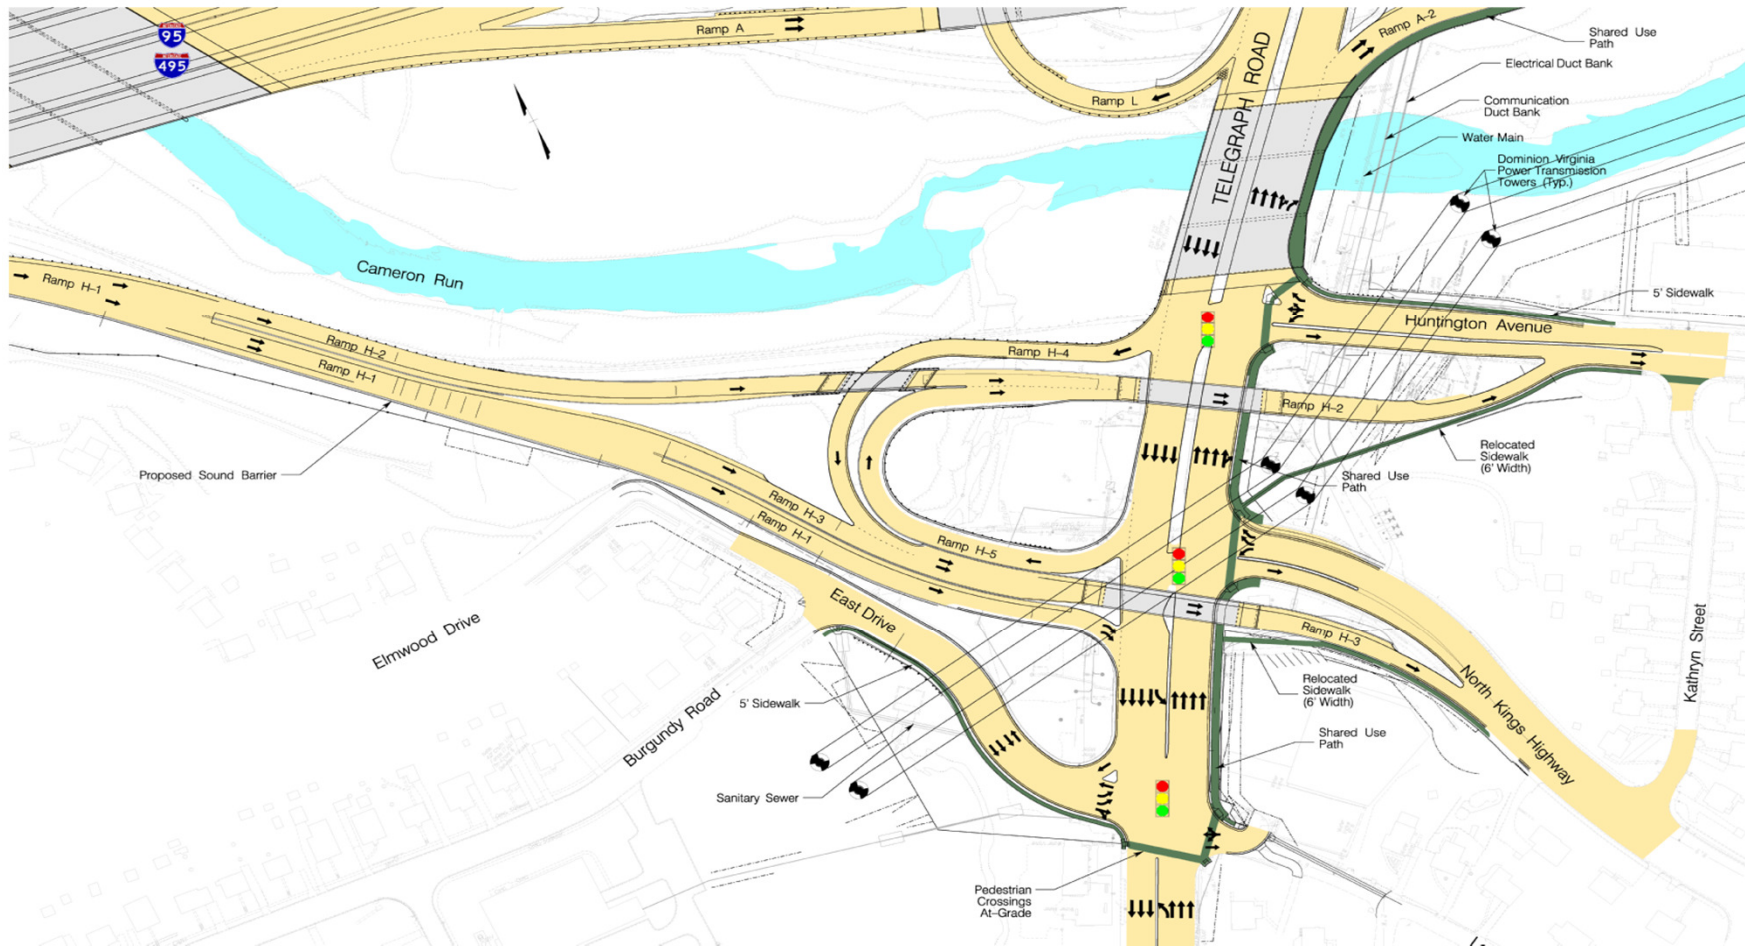 95
495
Ramp A
Ramp A-2
Shared Use
Path
Electrical Duct Bank
Communication
Duct Bank
Water Main
Dominion Virginia
Power Transmission
Towers (Typ.)
Ramp L
TELEGRAPH ROAD
Cameron Run
Ramp H-1
Ramp H-2
Ramp H-1
Ramp H-4
5' Sidewalk
Huntington Avenue
Ramp H-2
Relocated
Sidewalk
(6' Width)
Shared Use
Path
Proposed Sound Barrier
Ramp H-3
Ramp H-1
Ramp H-5
East Drive
Elmwood Drive
Burgundy Road
5' Sidewalk
Sanitary Sewer
Ramp H-3
Relocated
Sidewalk
(6' Width)
Shared Use
Path
North Kings Highway
Kathryn Street
Pedestrian
Crossings
At-Grade